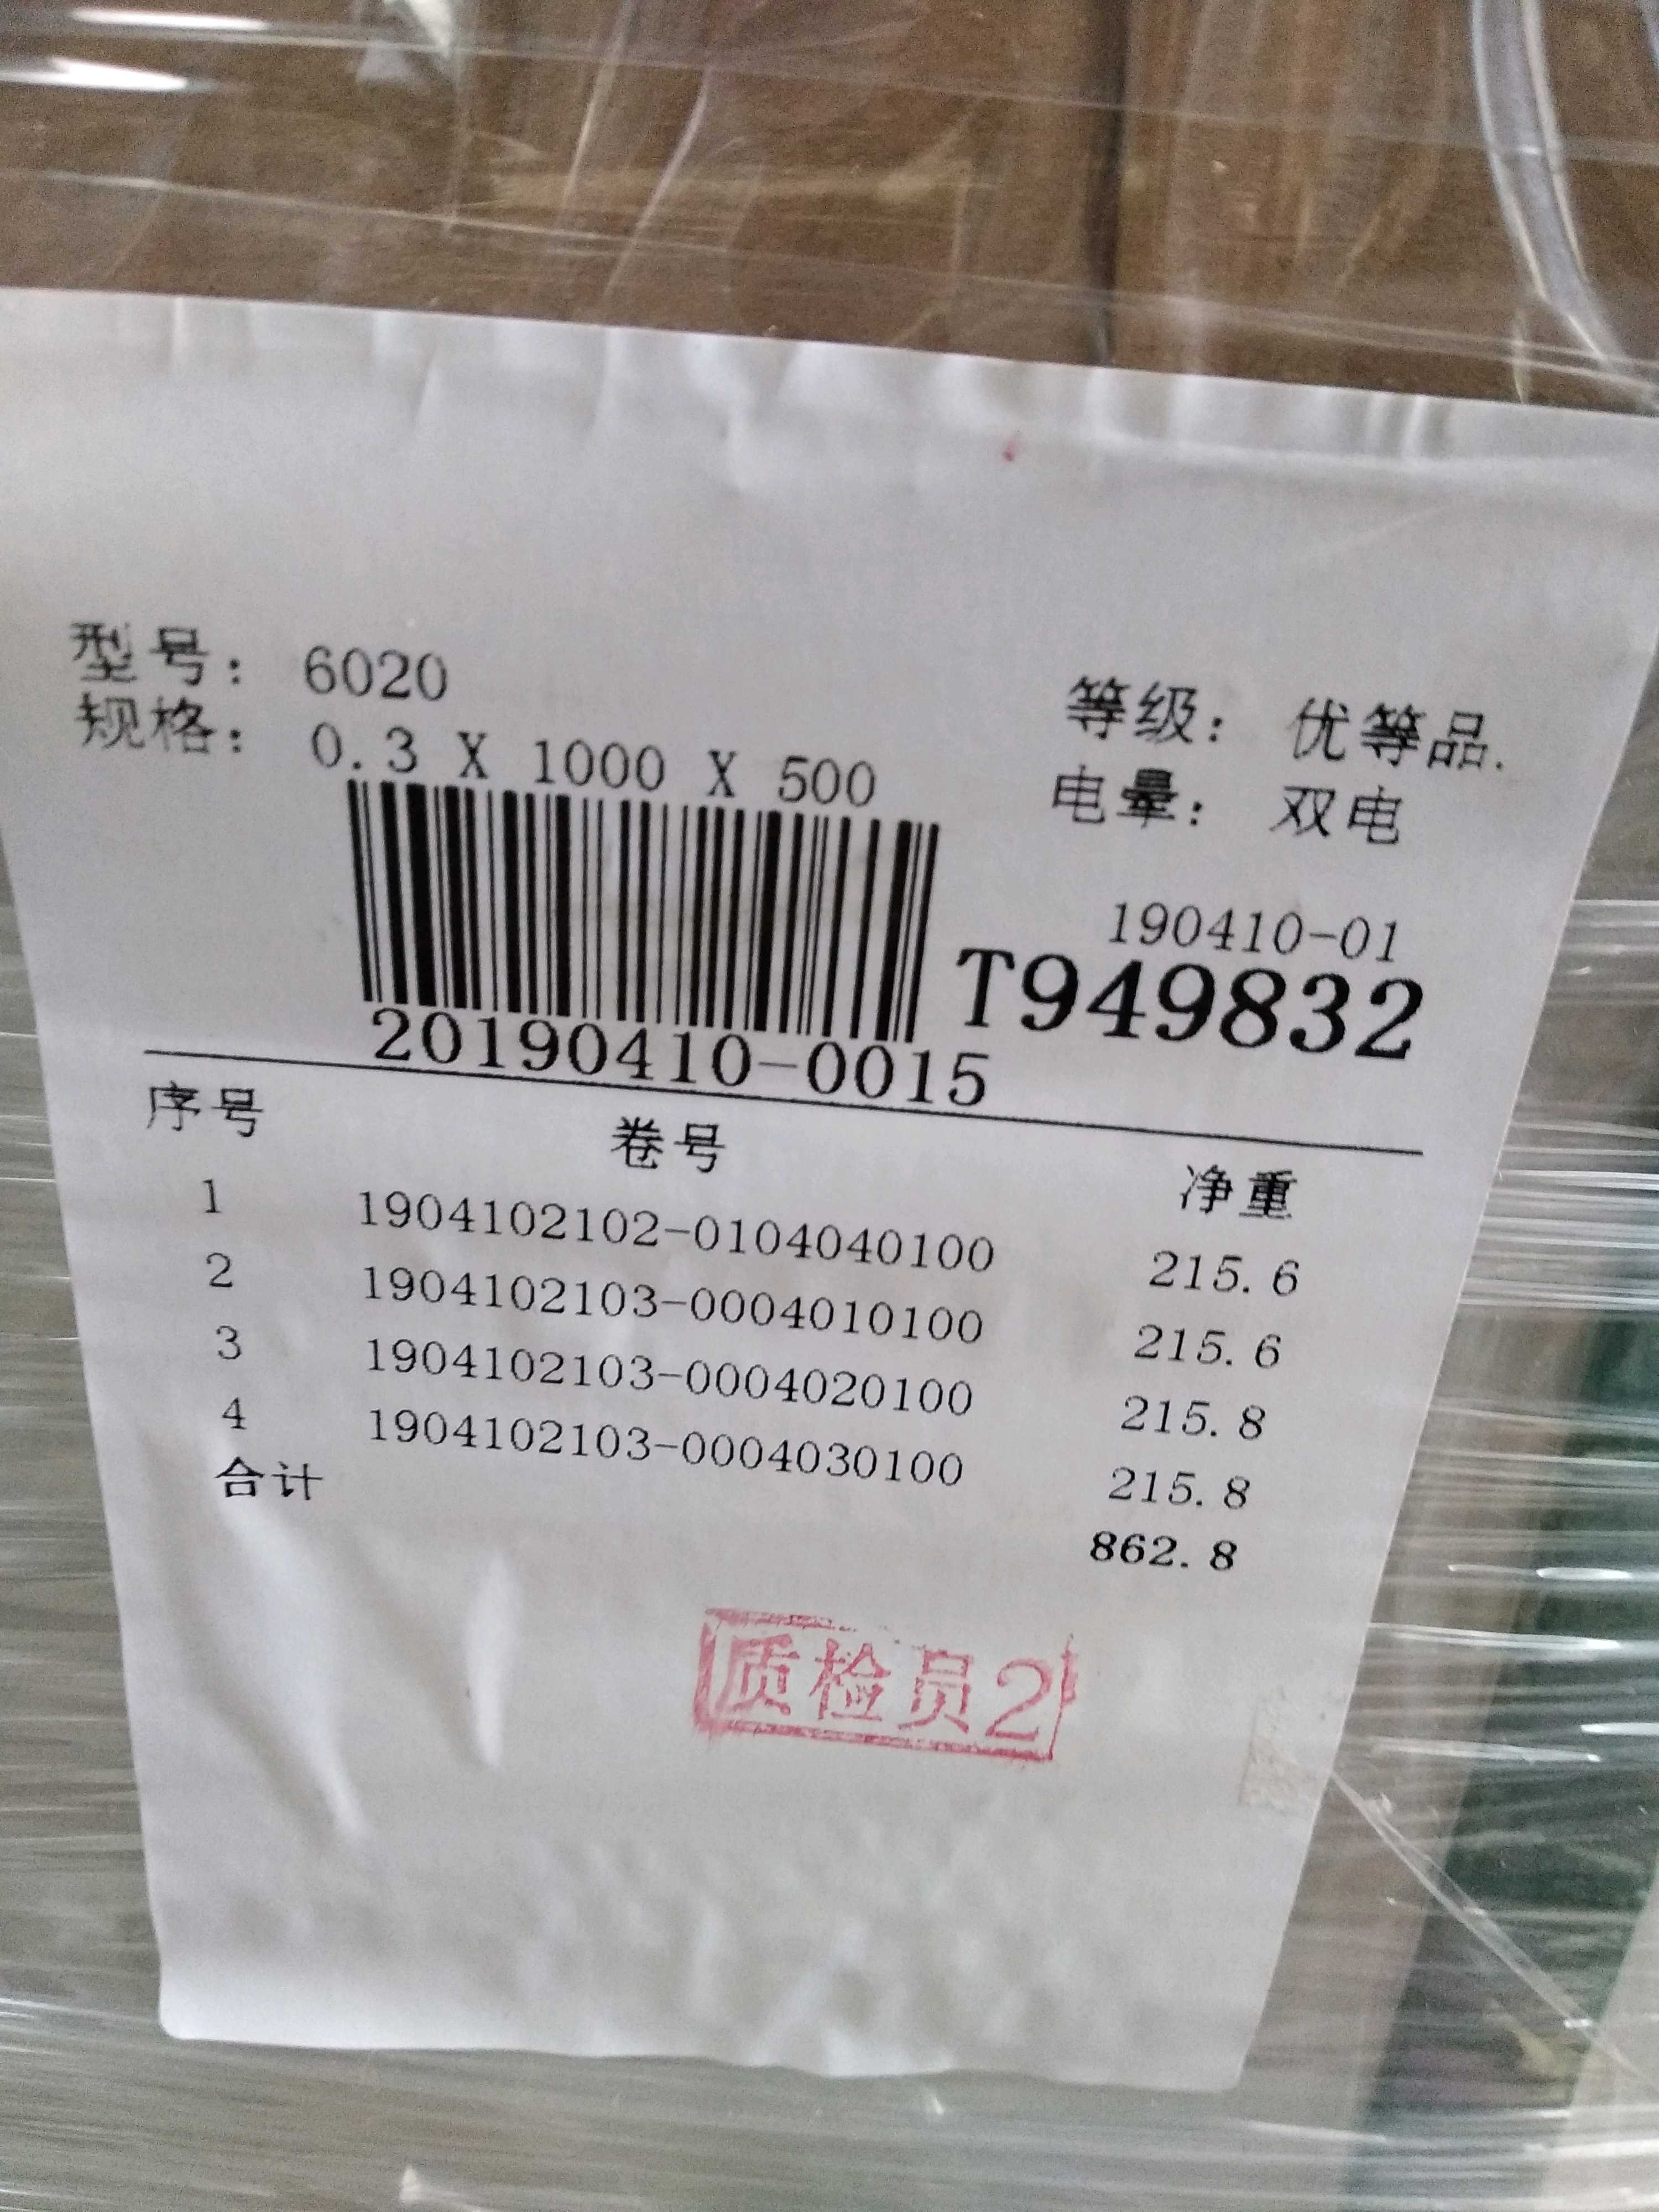 型号： 6020
规格： 0.3 X 1000 X 500
等级： 优等品.
电晕： 双电
190410-01
T949832
20190410-0015
序号 卷号 净重
1 1904102102-0104040100 215.6
2 1904102103-0004010100 215.6
3 1904102103-0004020100 215.8
4 1904102103-0004030100 215.8
合计 862.8
质检员2